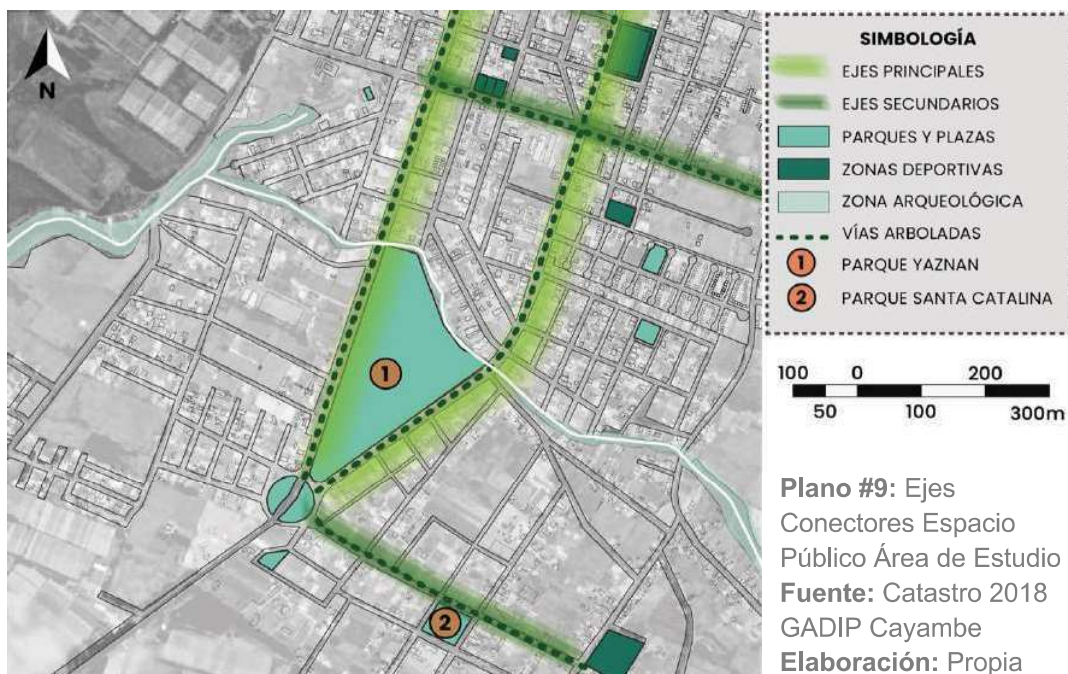 N
1
2
SIMBOLOGÍA
EJES PRINCIPALES
EJES SECUNDARIOS
PARQUES Y PLAZAS
ZONAS DEPORTIVAS
ZONA ARQUEOLÓGICA
VÍAS ARBOLADAS
1 PARQUE YAZNAN
2 PARQUE SANTA CATALINA
100 0 200
50 100 300m
Plano #9: Ejes
Conectores Espacio
Público Área de Estudio
Fuente: Catastro 2018
GADIP Cayambe
Elaboración: Propia